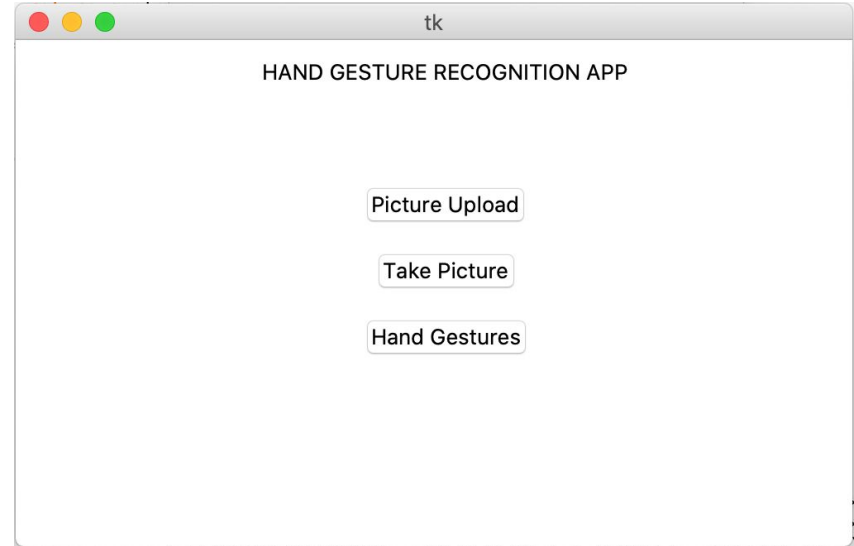 tk
HAND GESTURE RECOGNITION APP
Picture Upload
Take Picture
Hand Gestures